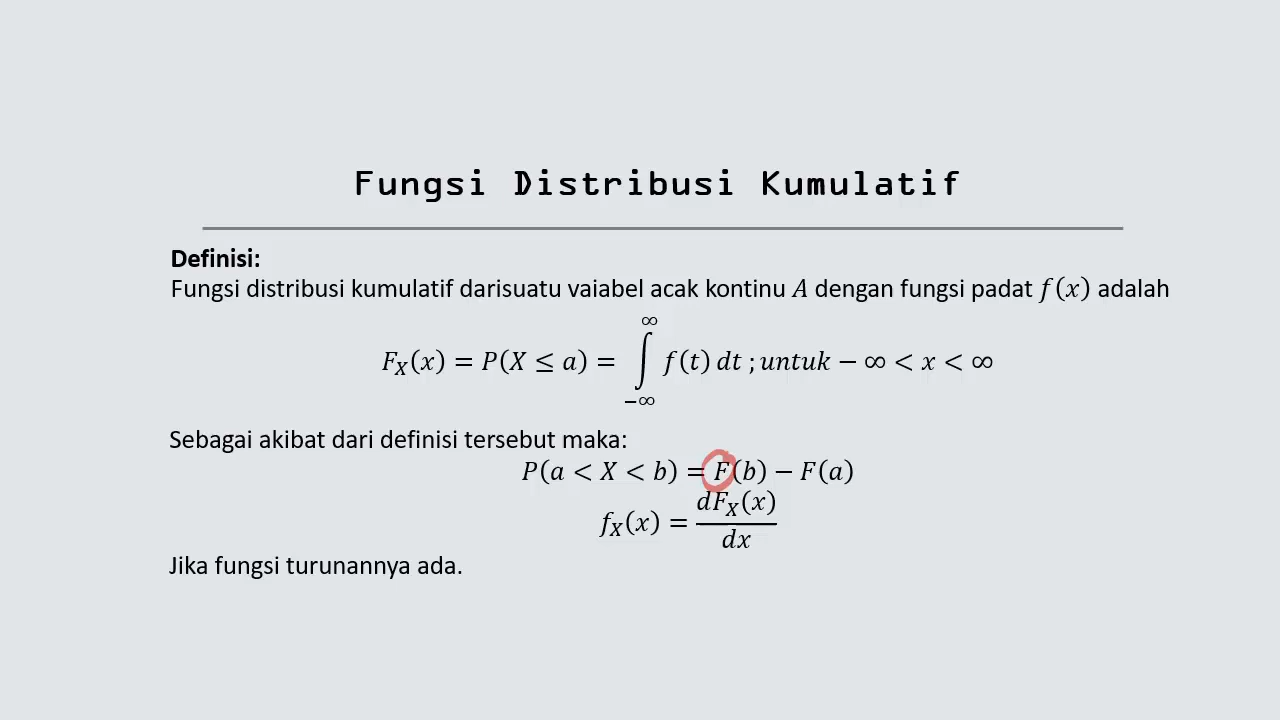 Fungsi Distribusi Kumulatif
Definisi:
Fungsi distribusi kumulatif darisuatu vaiabel acak kontinu A dengan fungsi padat f(x) adalah
F_X(x) = P(X ≤ a) = ∫_{−∞}^{∞} f(t) dt ; untuk − ∞ < x < ∞
Sebagai akibat dari definisi tersebut maka:
P(a < X < b) = F(b) − F(a)
f_X(x) = dF_X(x) / dx
Jika fungsi turunannya ada.